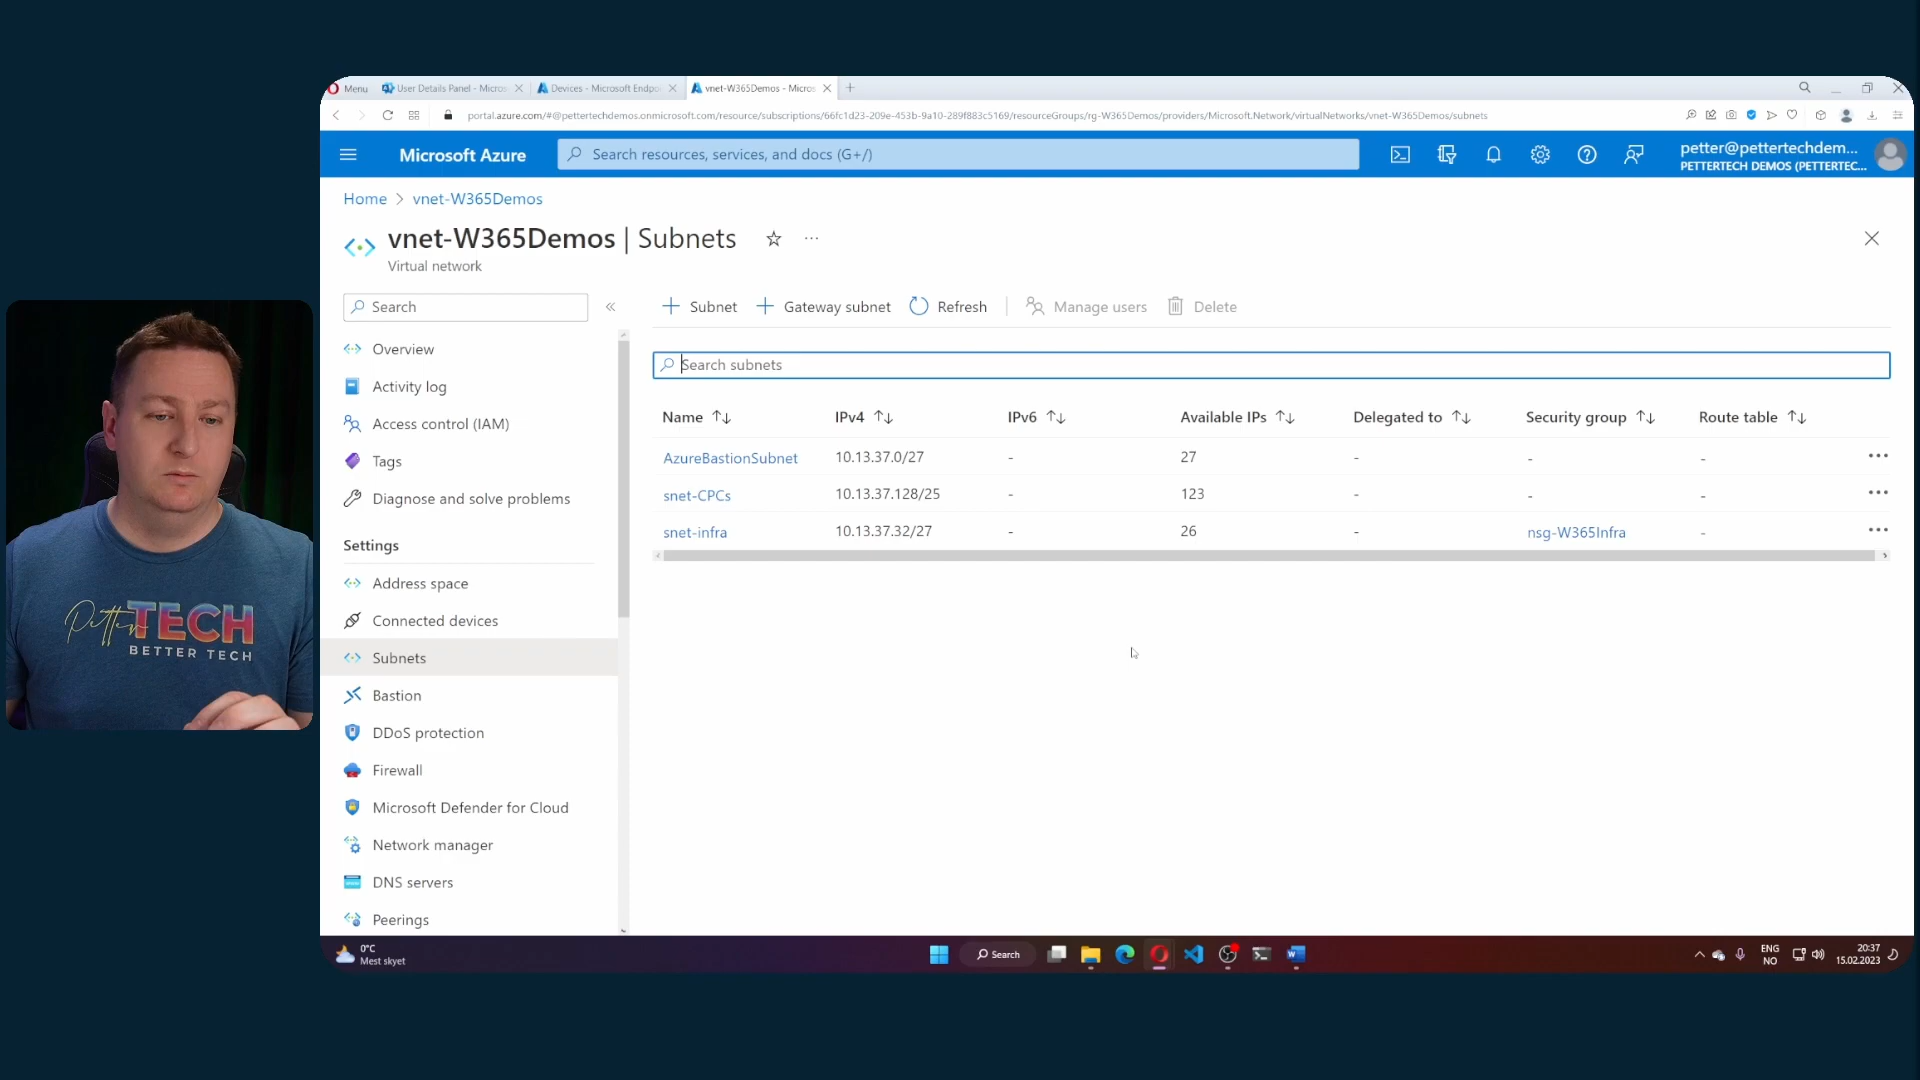 Menu
User Details Panel - Micros
Devices - Microsoft Endpo
vnet-W365Demos - Micros
portal.azure.com/#@pettertechdemos.onmicrosoft.com/resource/subscriptions/66fc1d23-209e-453b-9a10-289f883c5169/resourceGroups/rg-W365Demos/providers/Microsoft.Network/virtualNetworks/vnet-W365Demos/subnets
Microsoft Azure
Search resources, services, and docs (G+/)
petter@pettertechdem...
PETTERTECH DEMOS (PETTERTEC...
Home > vnet-W365Demos
vnet-W365Demos | Subnets
Virtual network
Search
Subnet
Gateway subnet
Refresh
Manage users
Delete
Search subnets
Name IPv4 IPv6 Available IPs Delegated to Security group Route table
AzureBastionSubnet 10.13.37.0/27 - 27 - - -
snet-CPCs 10.13.37.128/25 - 123 - - -
snet-infra 10.13.37.32/27 - 26 - nsg-W365Infra -
Overview
Activity log
Access control (IAM)
Tags
Diagnose and solve problems
Settings
Address space
Connected devices
Subnets
Bastion
DDoS protection
Firewall
Microsoft Defender for Cloud
Network manager
DNS servers
Peerings
Petter TECH
BETTER TECH
0°C
Mest skyet
Search
ENG
NO
20:37
15.02.2023